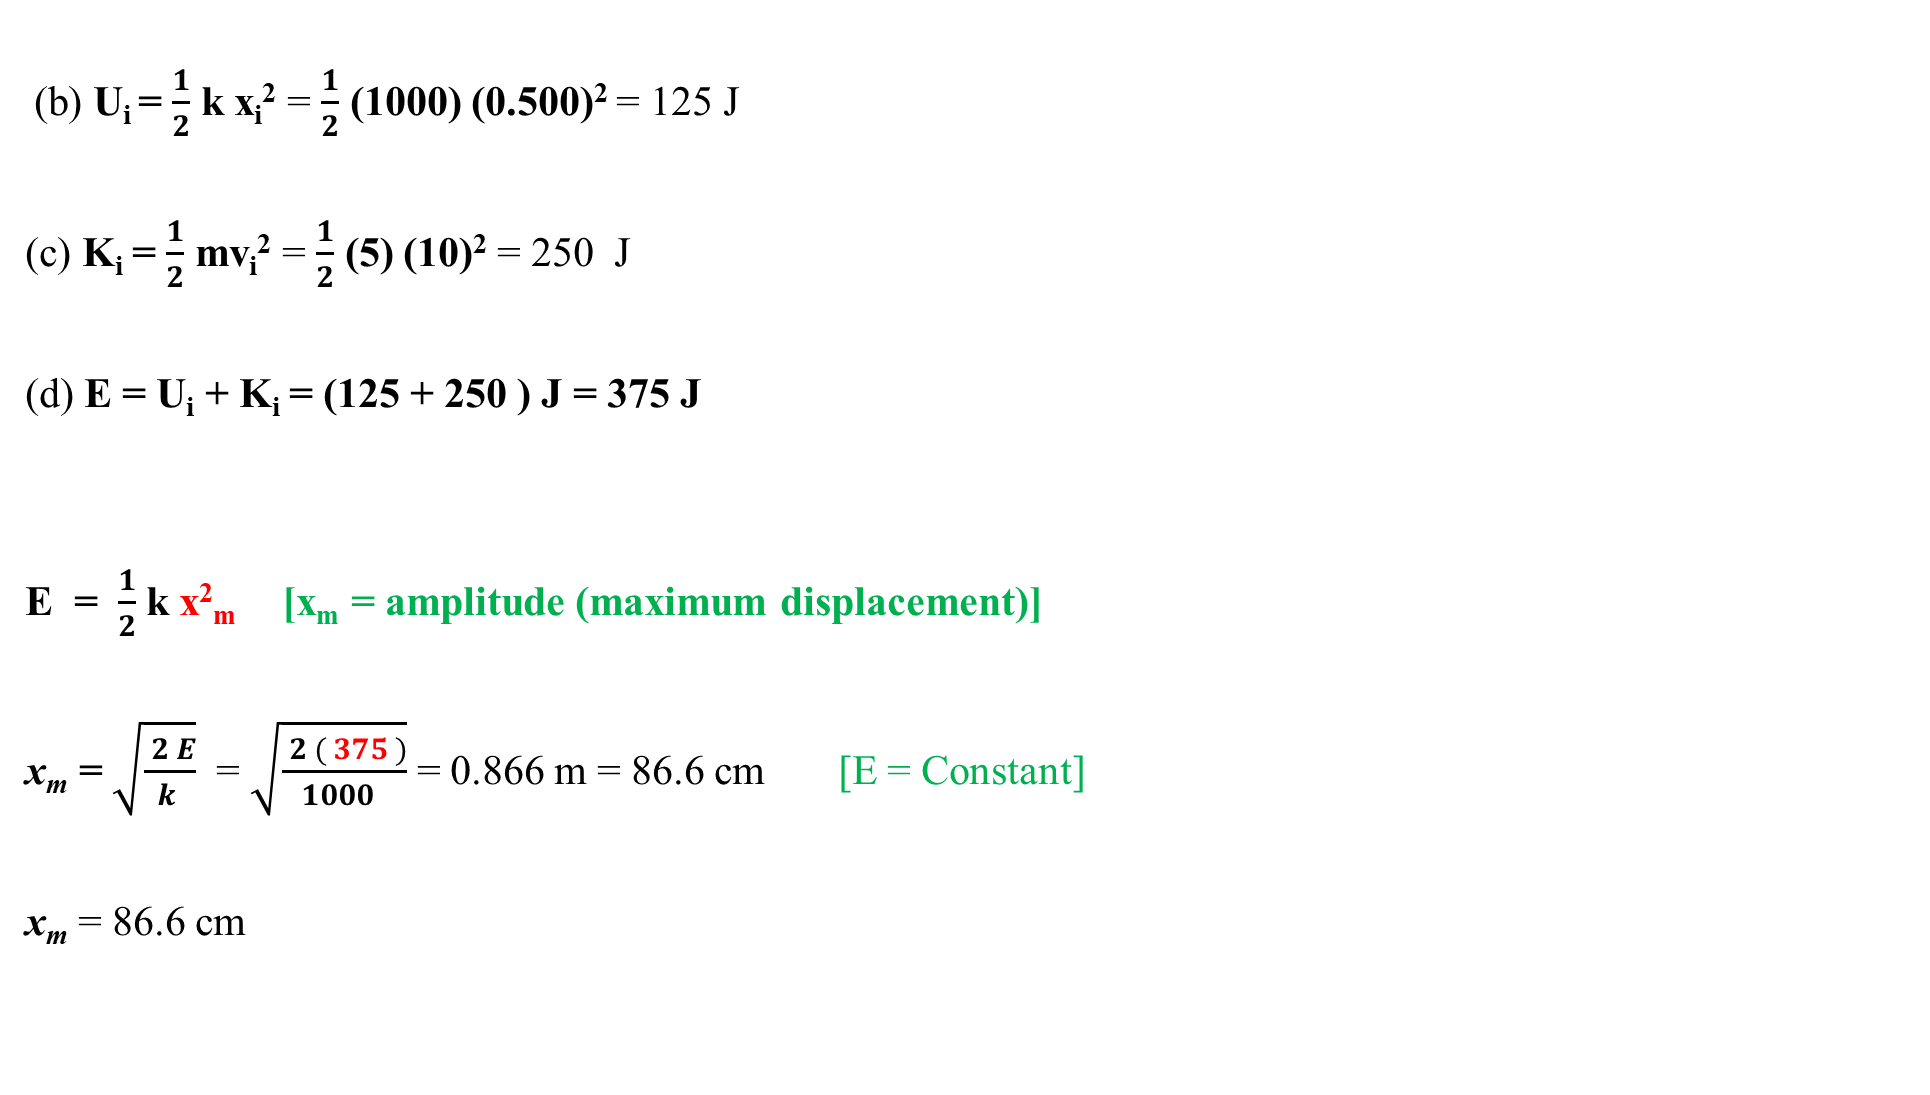 (b) Uᵢ = 1/2 k xᵢ² = 1/2 (1000) (0.500)² = 125 J
(c) Kᵢ = 1/2 mvᵢ² = 1/2 (5) (10)² = 250 J
(d) E = Uᵢ + Kᵢ = (125 + 250 ) J = 375 J
E = 1/2 k x²ₘ [xₘ = amplitude (maximum displacement)]
xₘ = √(2 E / k) = √(2 ( 375 ) / 1000) = 0.866 m = 86.6 cm [E = Constant]
xₘ = 86.6 cm